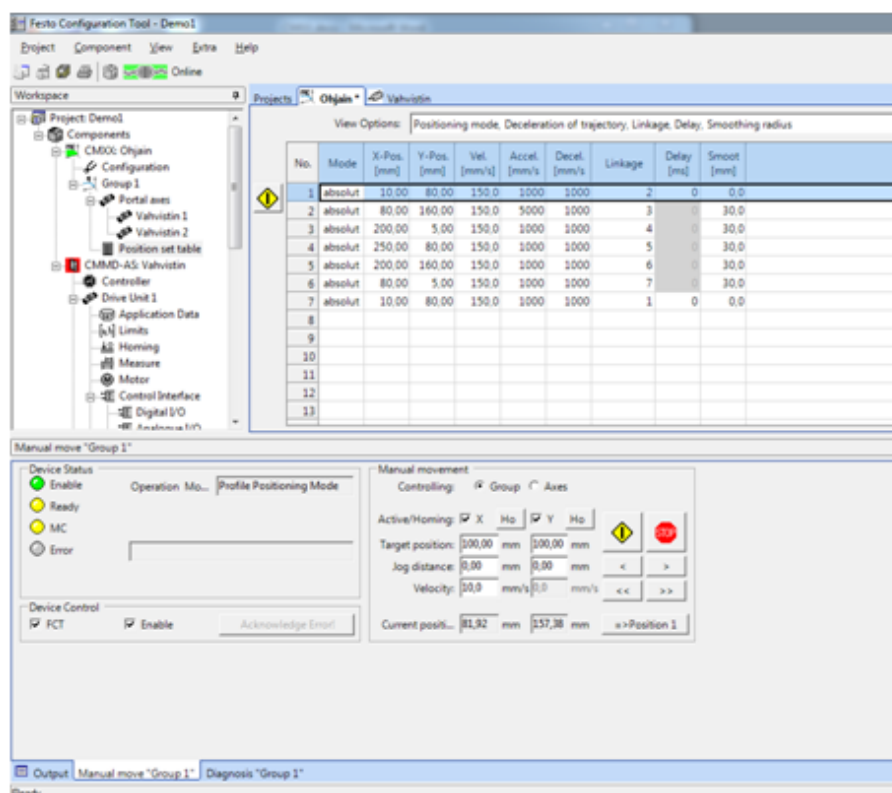 Festo Configuration Tool - Demo1
Project Component View Extra Help
Online
Workspace
Projects Ohjain * Vahvistin
Project: Demo1
Components
CMXX: Ohjain
Configuration
Group 1
Portal axes
Vahvistin 1
Vahvistin 2
Position set table
CMMD-AS: Vahvistin
Controller
Drive Unit 1
Application Data
Limits
Homing
Measure
Motor
Control Interface
Digital I/O
Analogue I/O
View Options: Positioning mode, Deceleration of trajectory, Linkage, Delay, Smoothing radius
No. Mode X-Pos. [mm] Y-Pos. [mm] Vel. [mm/s] Accel. [mm/s Decel. [mm/s Linkage Delay [ms] Smoot [mm]
1 absolut 10,00 80,00 150,0 1000 1000 2 0 0,0
2 absolut 80,00 160,00 150,0 5000 1000 3 0 30,0
3 absolut 200,00 5,00 150,0 1000 1000 4 0 30,0
4 absolut 250,00 80,00 150,0 1000 1000 5 0 30,0
5 absolut 200,00 160,00 150,0 1000 1000 6 0 30,0
6 absolut 80,00 5,00 150,0 1000 1000 7 0 30,0
7 absolut 10,00 80,00 150,0 1000 1000 1 0 0,0
8
9
10
11
12
13
Manual move "Group 1"
Device Status
Enable Operation Mo... Profile Positioning Mode
Ready
MC
Error
Device Control
FCT Enable Acknowledge Error!
Manual movement
Controlling: Group Axes
Active/Homing: X Ho Y Ho
STOP
Target position: 100,00 mm 100,00 mm
Jog distance: 0,00 mm 0,00 mm < >
Velocity: 10,0 mm/s 0,0 mm/s << >>
Current positi... 81,92 mm 157,38 mm =>Position 1
Output Manual move "Group 1" Diagnosis "Group 1"